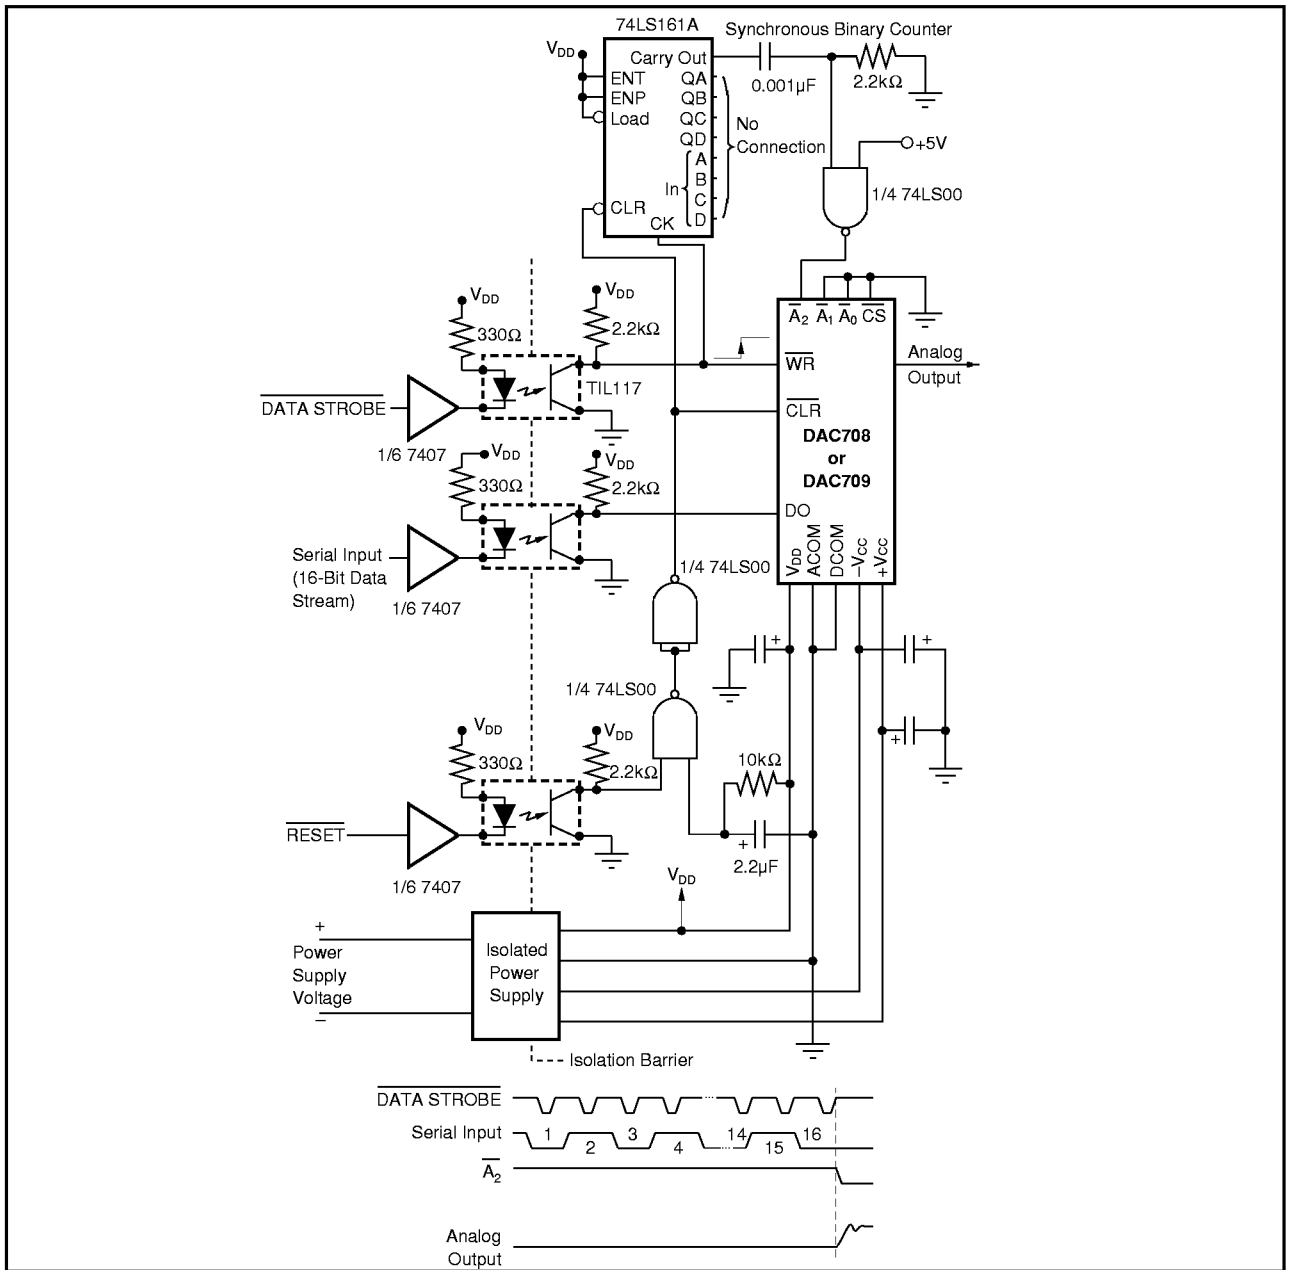 74LS161A
Synchronous Binary Counter
VDD
Carry Out
ENT
ENP
Load
QA
QB
QC
QD
In
A
B
C
D
No
Connection
CLR
CK
0.001µF
2.2kΩ
+5V
1/4 74LS00
VDD
330Ω
VDD
2.2kΩ
TIL117
DATA STROBE
1/6 7407
A2 A1 A0 CS
WR
CLR
DAC708
or
DAC709
DO
VDD
ACOM
DCOM
–VCC
+VCC
Analog
Output
VDD
330Ω
VDD
2.2kΩ
Serial Input
(16-Bit Data
Stream)
1/6 7407
1/4 74LS00
+
+
+
1/4 74LS00
VDD
330Ω
VDD
2.2kΩ
10kΩ
+
2.2µF
RESET
1/6 7407
VDD
+
Power
Supply
Voltage
–
Isolated
Power
Supply
Isolation Barrier
DATA STROBE
Serial Input
1 2 3 4 14 15 16
A2
Analog
Output